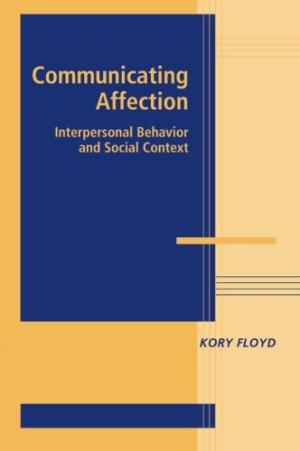 Communicating
Affection
Interpersonal Behavior
and Social Context
KORY FLOYD